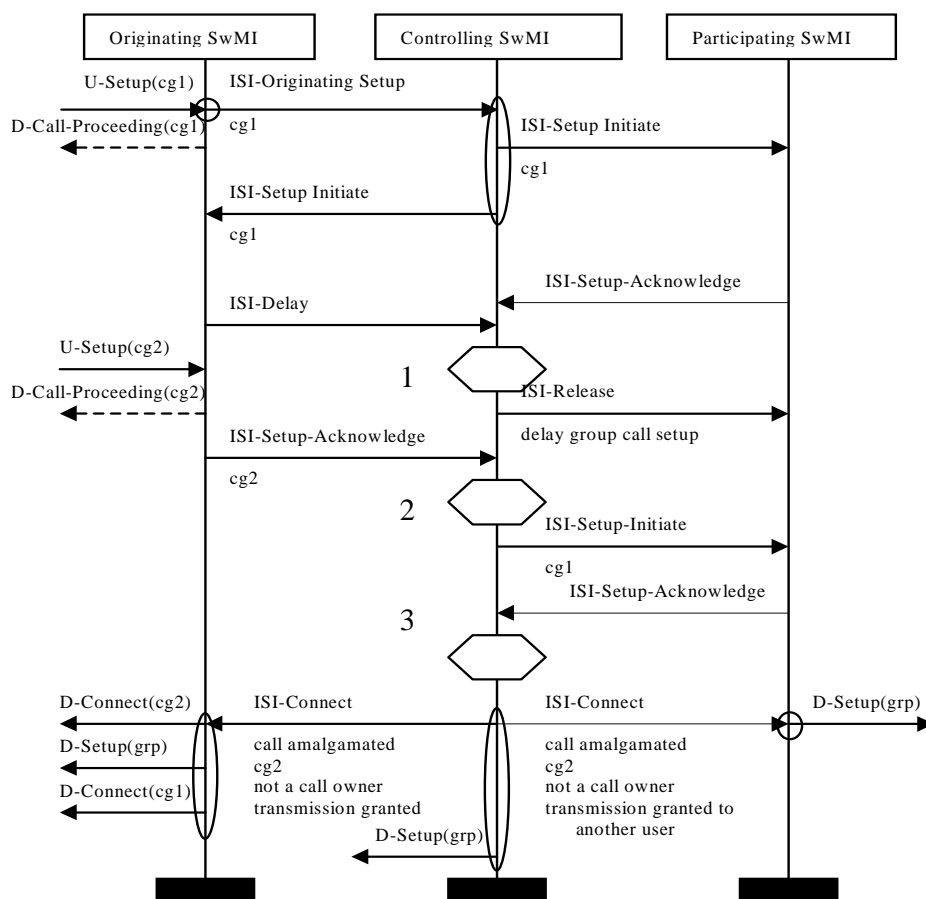 Originating SwMI
Controlling SwMI
Participating SwMI
U-Setup(cg1)
ISI-Originating Setup
D-Call-Proceeding(cg1)
cg1
ISI-Setup Initiate
cg1
ISI-Setup Initiate
cg1
ISI-Setup-Acknowledge
ISI-Delay
U-Setup(cg2)
1
D-Call-Proceeding(cg2)
ISI-Release
ISI-Setup-Acknowledge
delay group call setup
cg2
2
ISI-Setup-Initiate
cg1
ISI-Setup-Acknowledge
3
D-Connect(cg2)
ISI-Connect
ISI-Connect
D-Setup(grp)
D-Setup(grp)
call amalgamated
cg2
not a call owner
transmission granted
call amalgamated
cg2
not a call owner
transmission granted to
another user
D-Connect(cg1)
D-Setup(grp)